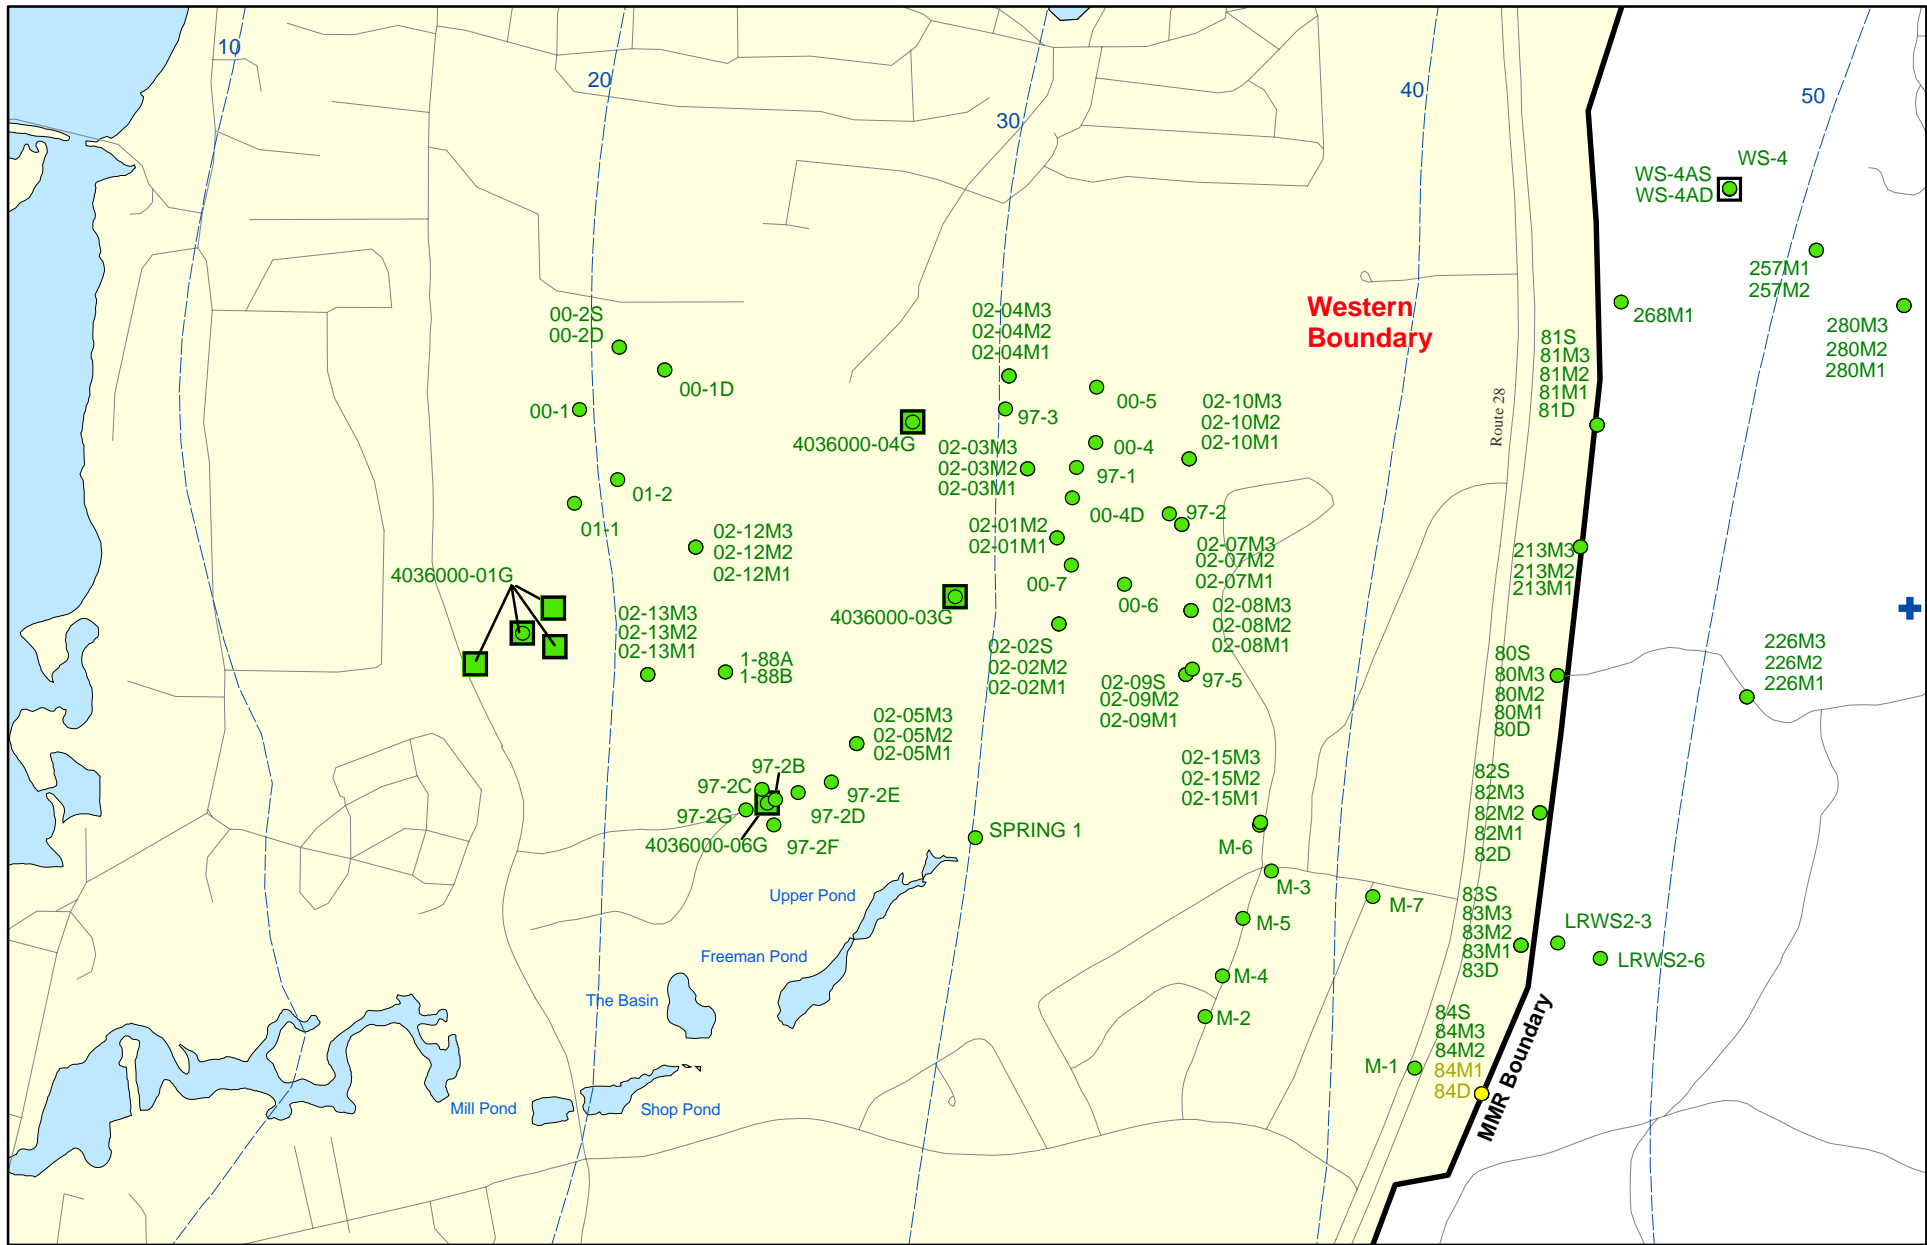 10
20
30
40
50
WS-4
WS-4AS
WS-4AD
257M1
257M2
268M1
280M3
280M2
280M1
Western
Boundary
00-2S
00-2D
00-1D
00-1
02-04M3
02-04M2
02-04M1
97-3
00-5
02-10M3
02-10M2
02-10M1
Route 28
81S
81M3
81M2
81M1
81D
4036000-04G
02-03M3
02-03M2
02-03M1
00-4
97-1
01-2
01-1
00-4D
97-2
02-01M2
02-01M1
02-12M3
02-12M2
02-12M1
02-07M3
02-07M2
02-07M1
213M3
213M2
213M1
4036000-01G
00-7
00-6
4036000-03G
02-13M3
02-13M2
02-13M1
02-08M3
02-08M2
02-08M1
1-88A
1-88B
02-02S
02-02M2
02-02M1
02-09S
02-09M2
02-09M1
97-5
80S
80M3
80M2
80M1
80D
226M3
226M2
226M1
02-05M3
02-05M2
02-05M1
97-2B
97-2C
97-2E
97-2G
97-2D
4036000-06G
97-2F
02-15M3
02-15M2
02-15M1
82S
82M3
82M2
82M1
82D
SPRING 1
M-6
M-3
M-7
M-5
Upper Pond
83S
83M3
83M2
83M1
83D
LRWS2-3
LRWS2-6
Freeman Pond
M-4
The Basin
M-2
84S
84M3
84M2
84M1
84D
M-1
MMR Boundary
Mill Pond
Shop Pond